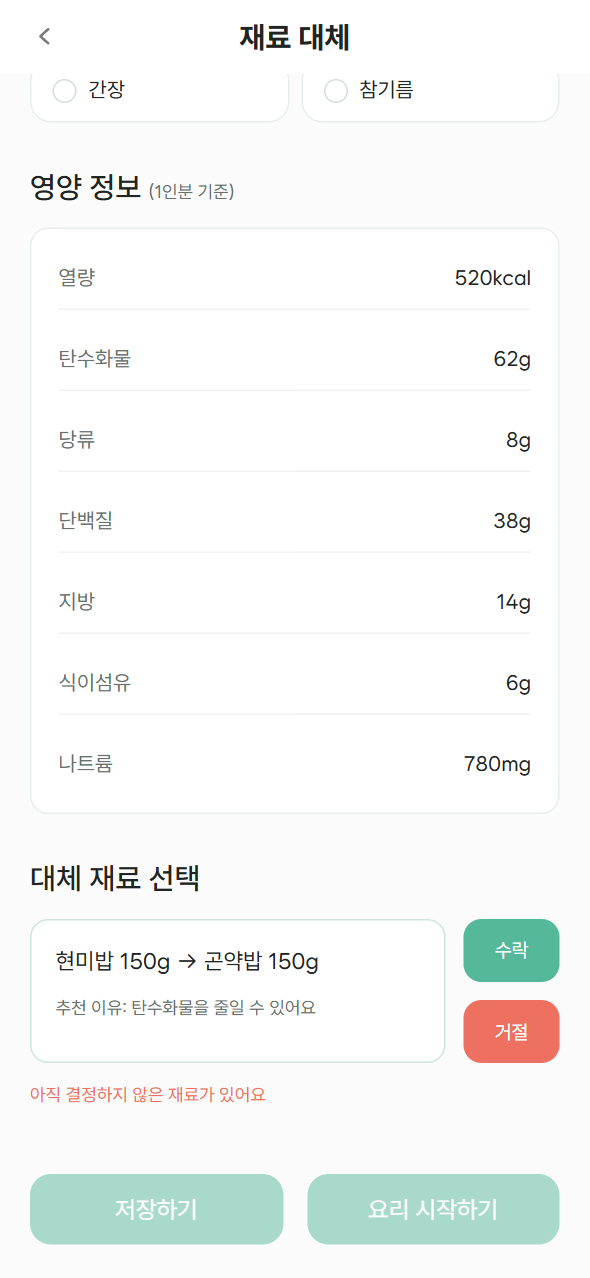 재료 대체
간장 참기름
영양 정보 (1인분 기준)
열량 520kcal
탄수화물 62g
당류 8g
단백질 38g
지방 14g
식이섬유 6g
나트륨 780mg
대체 재료 선택
현미밥 150g → 곤약밥 150g
수락
추천 이유: 탄수화물을 줄일 수 있어요
거절
아직 결정하지 않은 재료가 있어요
저장하기 요리 시작하기